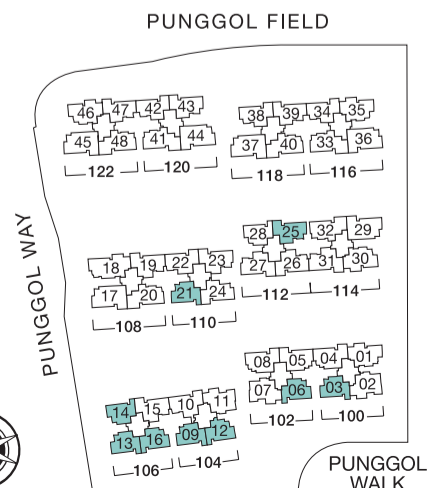 PUNGGOL FIELD
46 47 42 43
45 48 41 44
122 120
38 39 34 35
37 40 33 36
118 116
PUNGGOL WAY
28 25 32 29
27 26 31 30
112 114
18 19 22 23
17 20 21 24
108 110
08 05 04 01
07 06 03 02
102 100
14 15 10 11
13 16 09 12
106 104
PUNGGOL
WALK